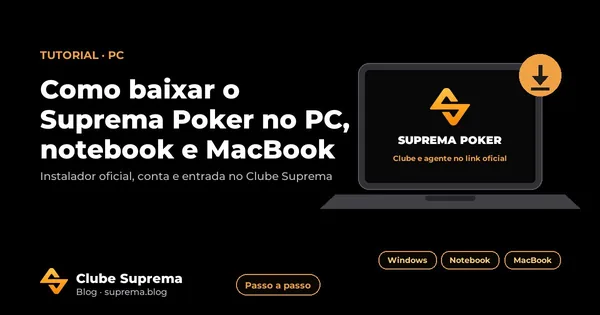 TUTORIAL · PC
Como baixar o
Suprema Poker no PC,
notebook e MacBook
Instalador oficial, conta e entrada no Clube Suprema
SUPREMA POKER
Clube e agente no link oficial
Windows
Notebook
MacBook
Clube Suprema
Blog · suprema.blog
Passo a passo